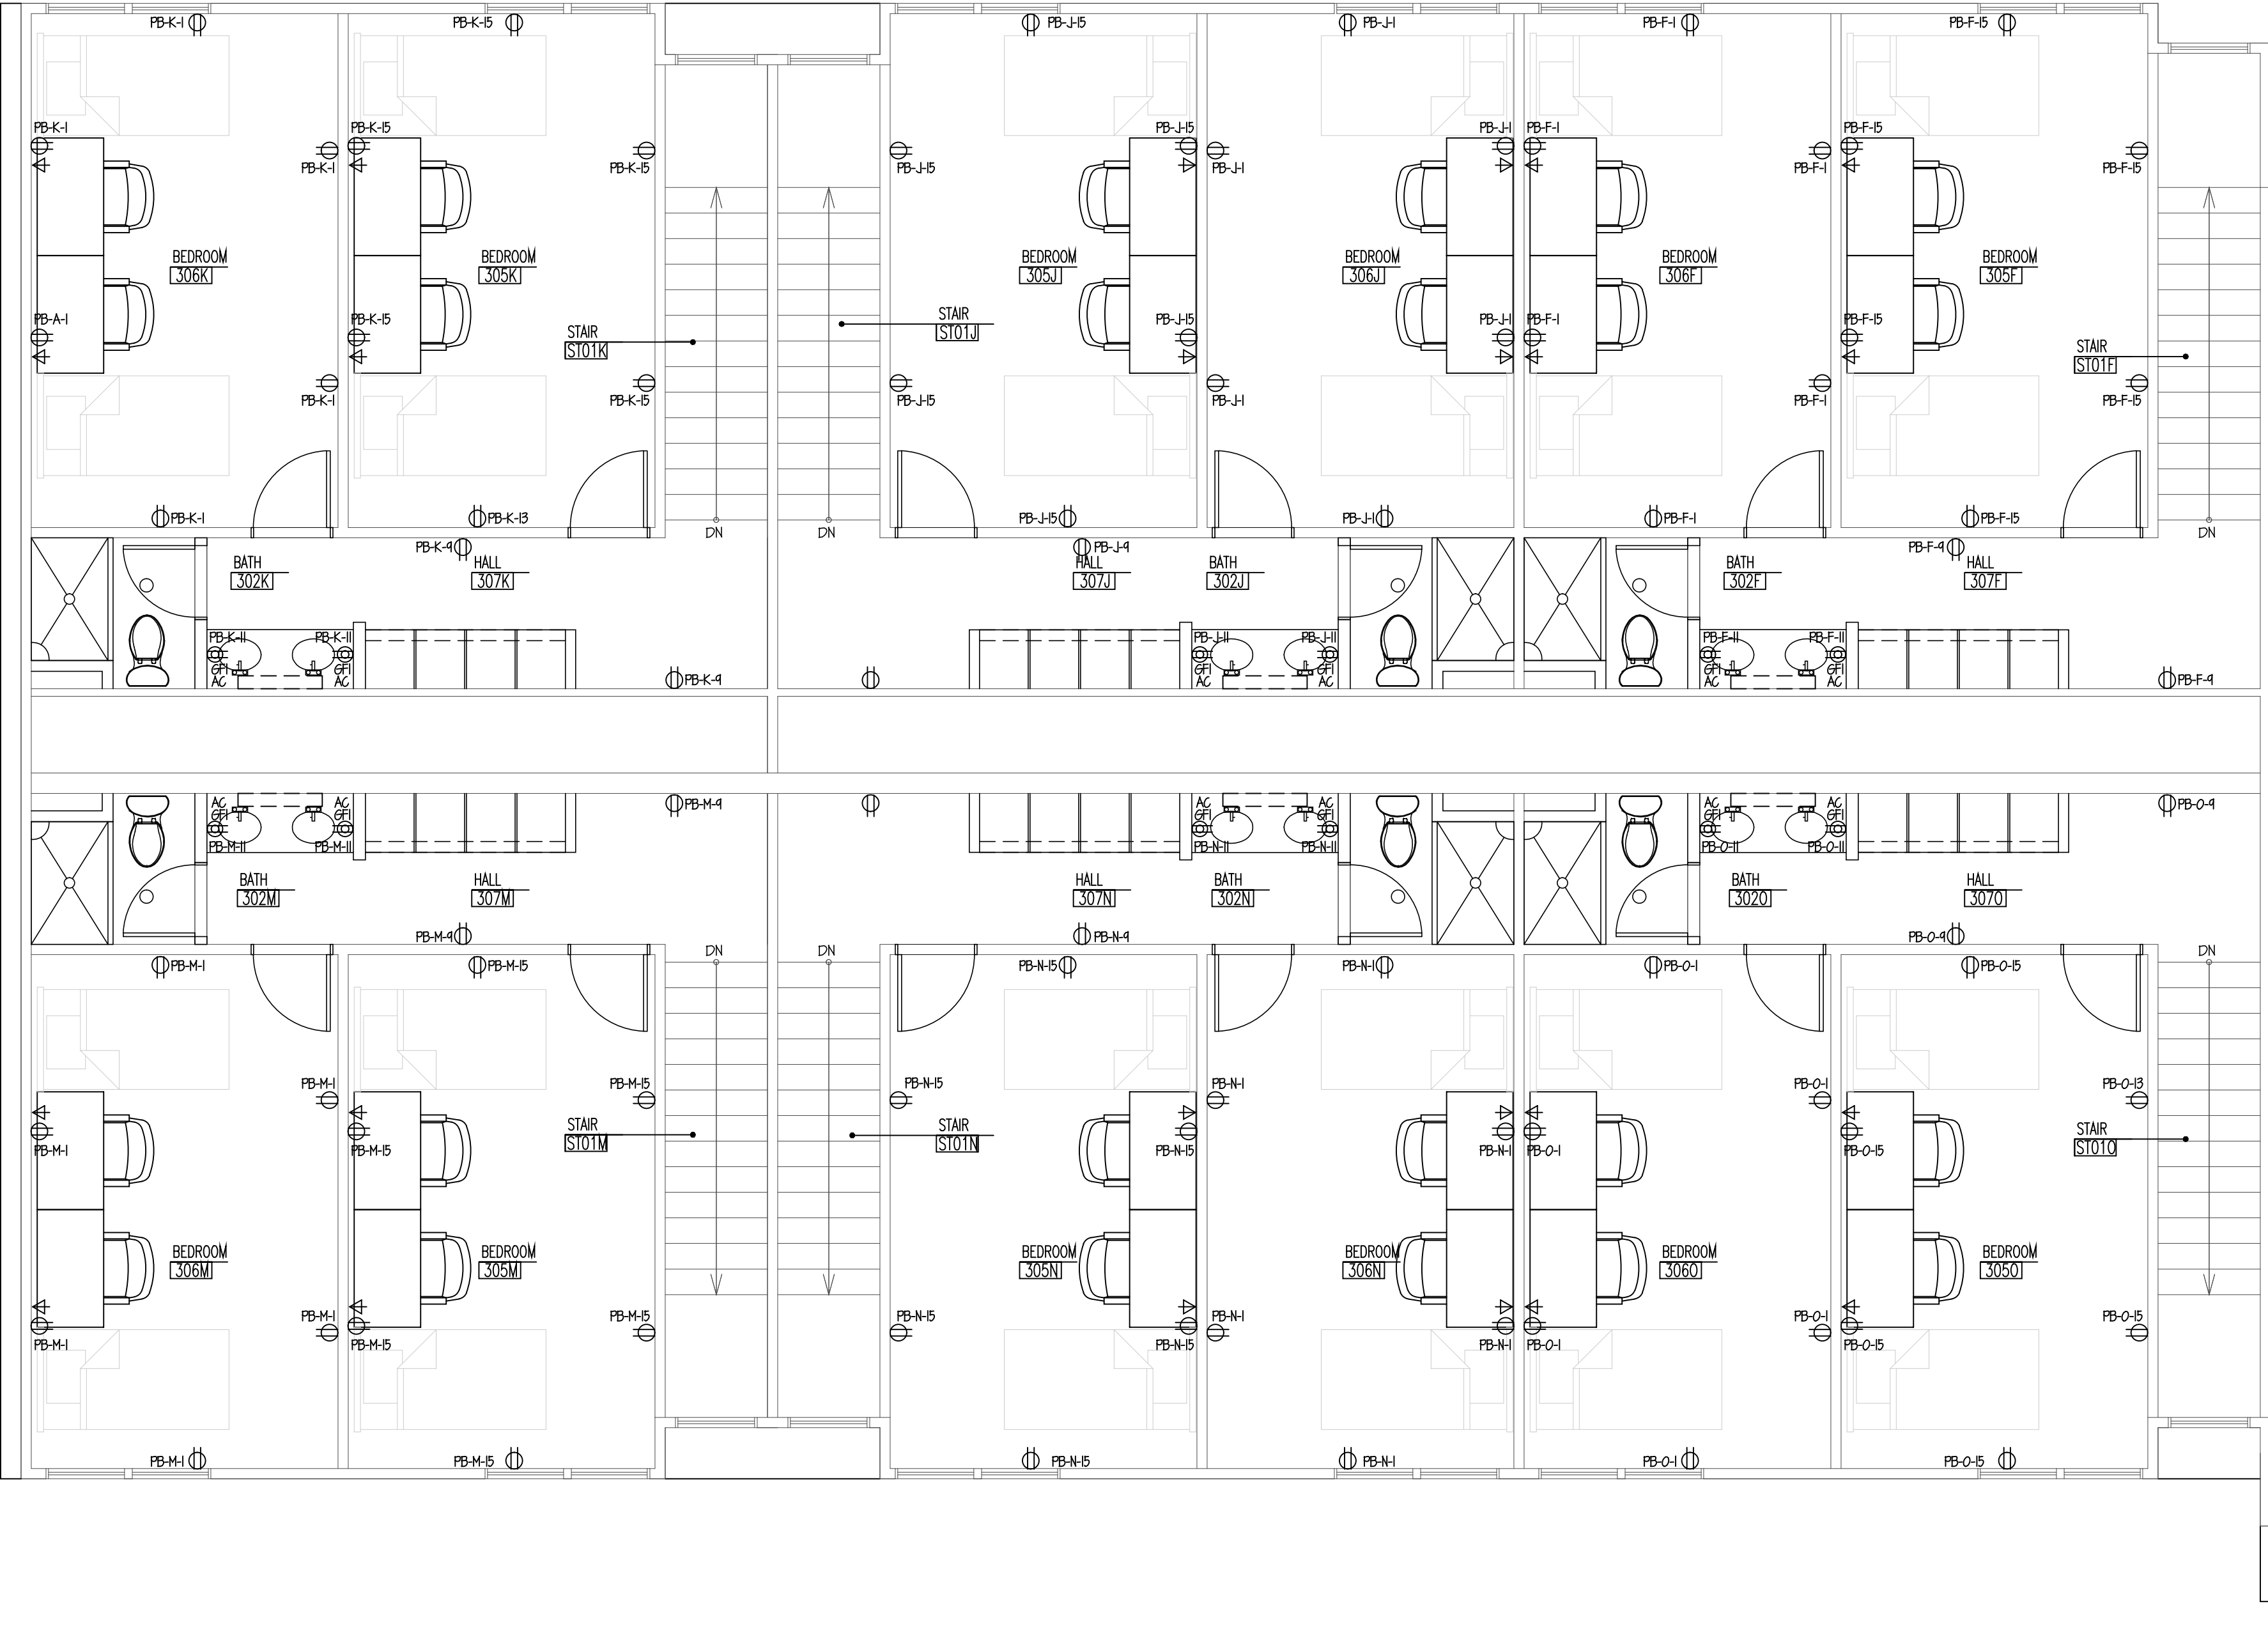 PB-K-1
PB-K-15
PB-J-15
PB-J-1
PB-F-1
PB-F-15
PB-K-1
PB-K-15
PB-J-15
PB-J-1
PB-F-1
PB-F-15
PB-K-1
PB-K-15
PB-J-15
PB-J-1
PB-F-1
PB-F-15
BEDROOM
306K
BEDROOM
305K
BEDROOM
305J
BEDROOM
306J
BEDROOM
306F
BEDROOM
305F
PB-A-1
PB-K-15
STAIR
ST01K
STAIR
ST01J
PB-J-15
PB-J-1
PB-F-1
PB-F-15
STAIR
ST01F
PB-K-1
PB-K-15
PB-J-15
PB-J-1
PB-F-1
PB-F-15
PB-K-1
PB-K-13
PB-J-15
PB-J-1
PB-F-1
PB-F-15
DN
DN
DN
PB-K-9
PB-J-9
PB-F-9
BATH
302K
HALL
307K
HALL
307J
BATH
302J
BATH
302F
HALL
307F
PB-K-11
PB-K-11
PB-J-11
PB-J-11
PB-F-11
PB-F-11
GFI
GFI
GFI
GFI
GFI
GFI
AC
AC
AC
AC
AC
AC
PB-K-9
PB-F-9
AC
AC
AC
AC
AC
AC
GFI
GFI
GFI
GFI
GFI
GFI
PB-M-9
PB-O-9
PB-M-11
PB-M-11
PB-N-11
PB-N-11
PB-O-11
PB-O-11
BATH
302M
HALL
307M
HALL
307N
BATH
302N
BATH
302O
HALL
307O
PB-M-9
PB-N-9
PB-O-9
DN
DN
DN
PB-M-1
PB-M-15
PB-N-15
PB-N-1
PB-O-1
PB-O-15
PB-M-1
PB-M-15
PB-N-15
PB-N-1
PB-O-1
PB-O-13
STAIR
ST01M
STAIR
ST01N
STAIR
ST01O
PB-M-1
PB-M-15
PB-N-15
PB-N-1
PB-O-1
PB-O-15
BEDROOM
306M
BEDROOM
305M
BEDROOM
305N
BEDROOM
306N
BEDROOM
306O
BEDROOM
305O
PB-M-1
PB-M-15
PB-N-15
PB-N-1
PB-O-1
PB-O-15
PB-M-1
PB-M-15
PB-N-15
PB-N-1
PB-O-1
PB-O-15
PB-M-1
PB-M-15
PB-N-15
PB-N-1
PB-O-1
PB-O-15